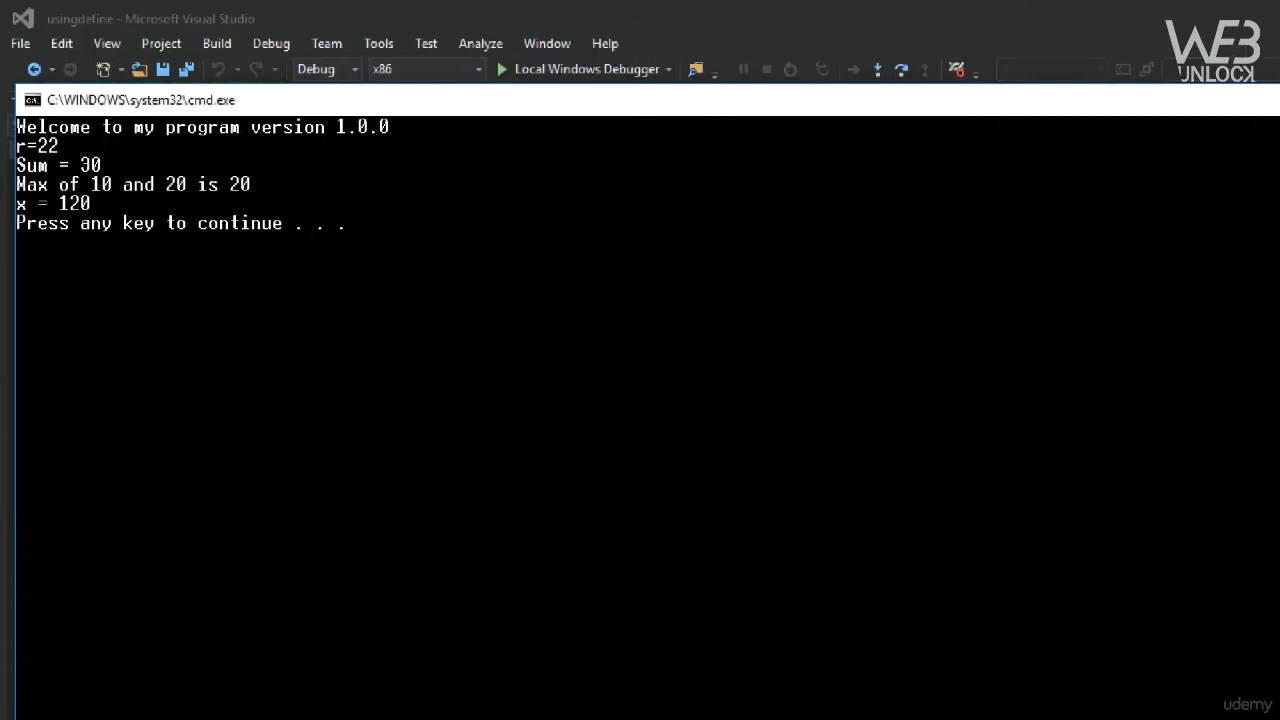 usingdefine - Microsoft Visual Studio
File Edit View Project Build Debug Team Tools Test Analyze Window Help
Debug x86 Local Windows Debugger
WEB
UNLOCK
C:\WINDOWS\system32\cmd.exe
Welcome to my program version 1.0.0
r=22
Sum = 30
Max of 10 and 20 is 20
x = 120
Press any key to continue . . .
udemy